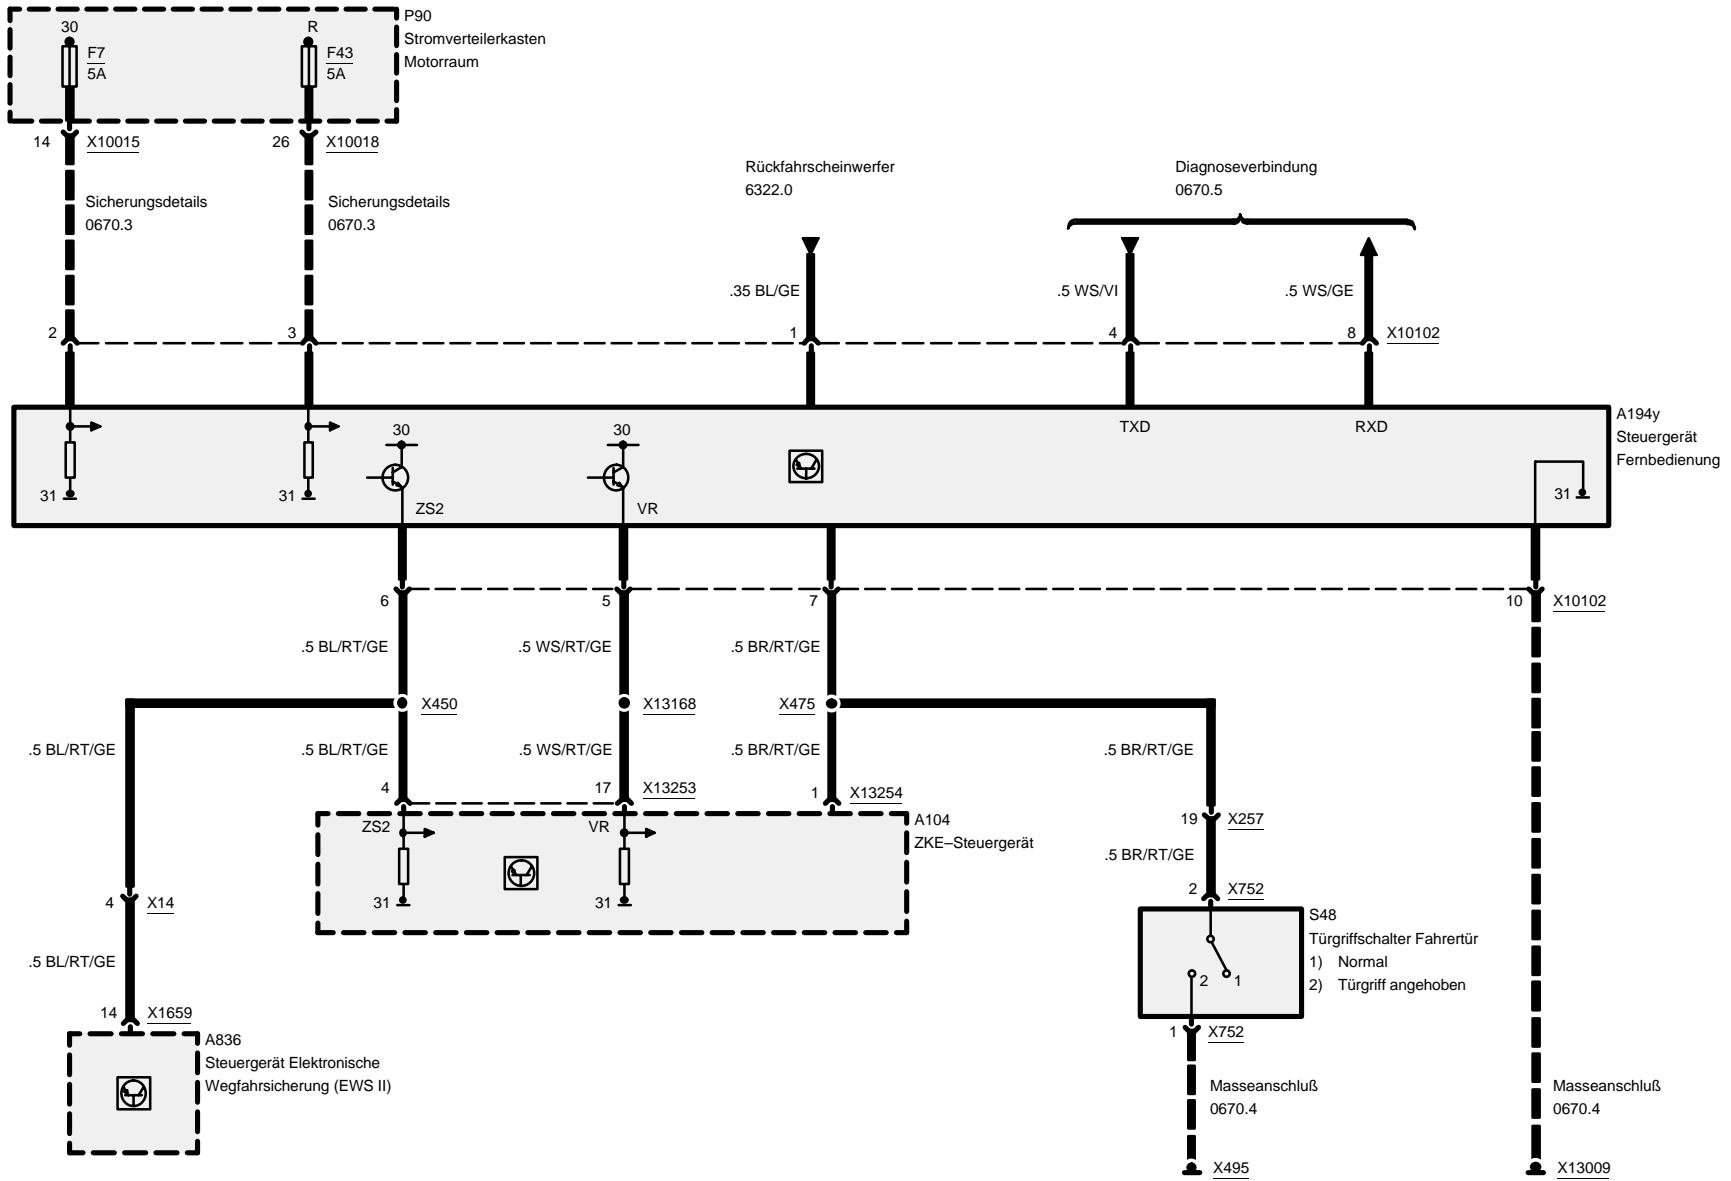 P90
Stromverteilerkasten
Motorraum
30
F7
5A
R
F43
5A
14
X10015
26
X10018
Sicherungsdetails
0670.3
Sicherungsdetails
0670.3
Rückfahrscheinwerfer
6322.0
Diagnoseverbindung
0670.5
.35 BL/GE
.5 WS/VI
.5 WS/GE
2
3
1
4
8
X10102
A194y
Steuergerät
Fernbedienung
TXD
RXD
30
30
31
31
31
ZS2
VR
6
5
7
10
X10102
.5 BL/RT/GE
.5 WS/RT/GE
.5 BR/RT/GE
X450
X13168
X475
.5 BL/RT/GE
.5 BL/RT/GE
.5 WS/RT/GE
.5 BR/RT/GE
.5 BR/RT/GE
4
17
X13253
1
X13254
ZS2
VR
A104
ZKE–Steuergerät
31
31
19
X257
.5 BR/RT/GE
2
X752
4
X14
S48
Türgriffschalter Fahrertür
1) Normal
2) Türgriff angehoben
2
1
.5 BL/RT/GE
14
X1659
1
X752
A836
Steuergerät Elektronische
Wegfahrsicherung (EWS II)
Masseanschluß
0670.4
Masseanschluß
0670.4
X495
X13009